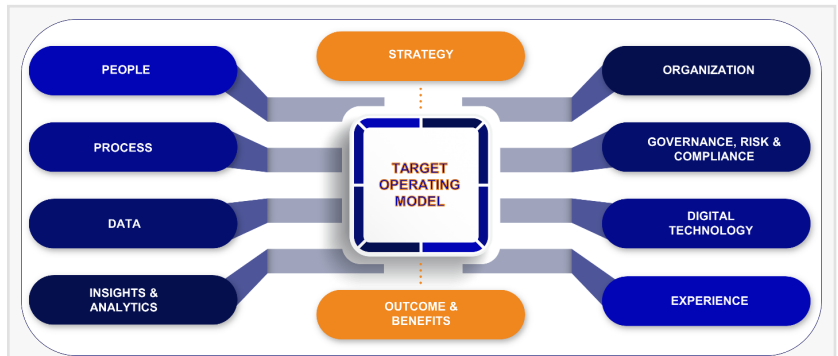 STRATEGY
PEOPLE
ORGANIZATION
PROCESS
GOVERNANCE, RISK &
COMPLIANCE
TARGET
OPERATING
MODEL
DATA
DIGITAL
TECHNOLOGY
INSIGHTS &
ANALYTICS
OUTCOME &
BENEFITS
EXPERIENCE